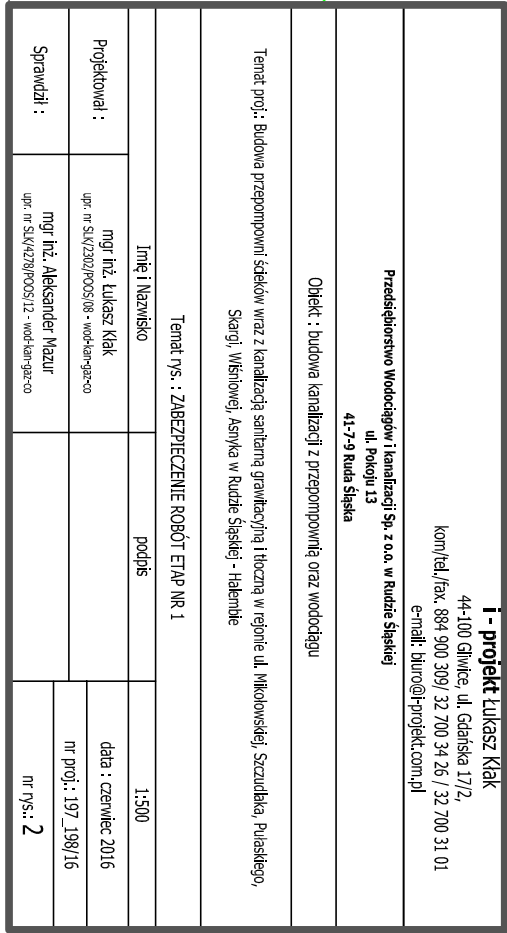 i - projekt Łukasz Kłak
44-100 Gliwice, ul. Gdańska 17/2,
kom/tel./fax. 884 900 309/ 32 700 34 26 / 32 700 31 01
e-mail: biuro@i-projekt.com.pl
Przedsiębiorstwo Wodociągów i kanalizacji Sp. z o.o. w Rudzie Śląskiej
ul. Pokoju 13
41-7-9 Ruda Śląska
Obiekt : budowa kanalizacji z przepompownią oraz wodociągu
Temat proj.: Budowa przepompowni ścieków wraz z kanalizacją sanitarną grawitacyjną i tłoczną w rejonie ul. Mikołowskiej, Szczudlaka, Pułaskiego,
Skargi, Wiśniowej, Asnyka w Rudzie Śląskiej - Halembie
Temat rys. : ZABEZPIECZENIE ROBÓT ETAP NR 1
Imię i Nazwisko
podpis
1:500
Projektował :
mgr inż. Łukasz Kłak
upr. nr SLK/2302/POOS/08 - wod-kan-gaz-co
data : czerwiec 2016
nr proj.: 197_198/16
Sprawdził :
mgr inż. Aleksander Mazur
upr. nr SLK/4278/POOS/12 - wod-kan-gaz-co
nr rys.: 2